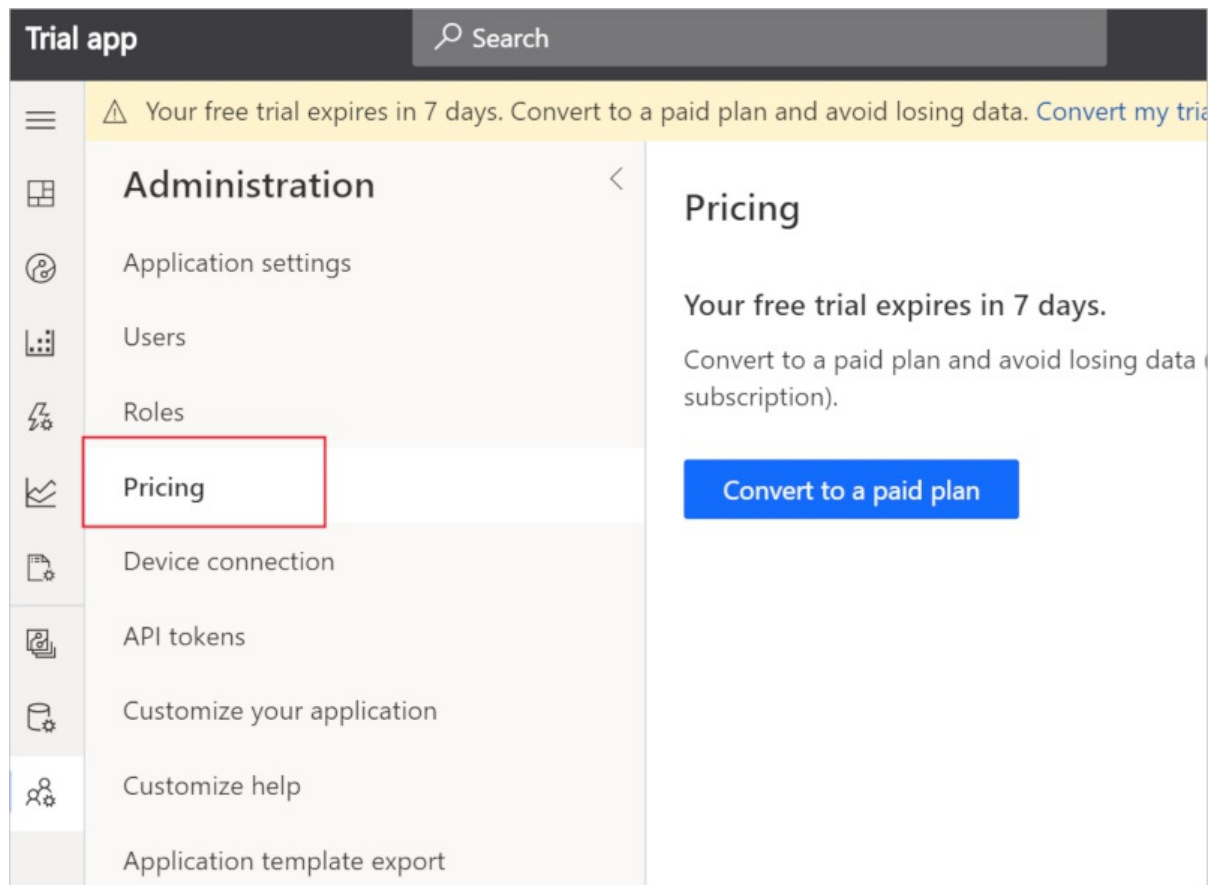 Trial app
Search
Your free trial expires in 7 days. Convert to a paid plan and avoid losing data. Convert my
Administration
Application settings
Users
Roles
Pricing
Device connection
API tokens
Customize your application
Customize help
Application template export
Pricing
Your free trial expires in 7 days.
Convert to a paid plan and avoid losing data (
subscription).
Convert to a paid plan